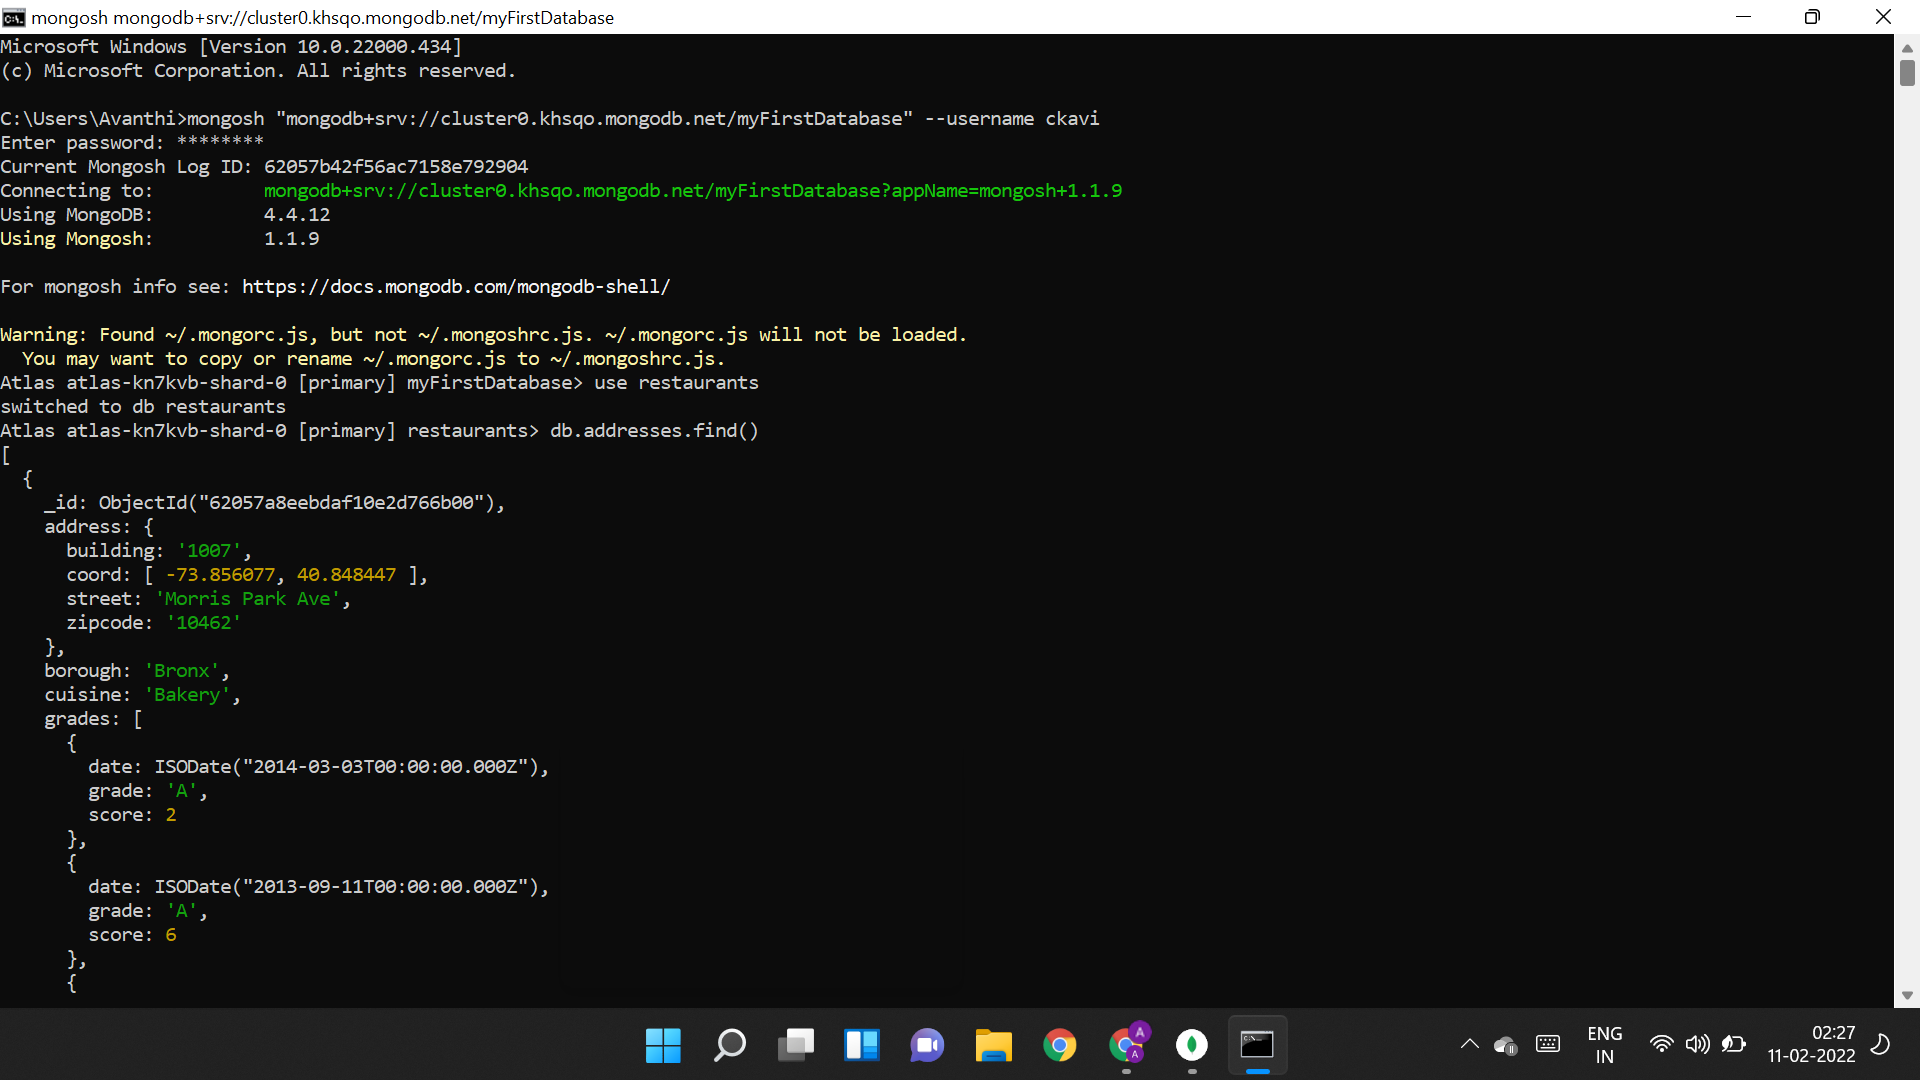 mongosh mongodb+srv://cluster0.khsqo.mongodb.net/myFirstDatabase
Microsoft Windows [Version 10.0.22000.434]
(c) Microsoft Corporation. All rights reserved.
C:\Users\Avanthi>mongosh "mongodb+srv://cluster0.khsqo.mongodb.net/myFirstDatabase" --username ckavi
Enter password: ********
Current Mongosh Log ID: 62057b42f56ac7158e792904
Connecting to: mongodb+srv://cluster0.khsqo.mongodb.net/myFirstDatabase?appName=mongosh+1.1.9
Using MongoDB: 4.4.12
Using Mongosh: 1.1.9
For mongosh info see: https://docs.mongodb.com/mongodb-shell/
Warning: Found ~/.mongorc.js, but not ~/.mongoshrc.js. ~/.mongorc.js will not be loaded.
You may want to copy or rename ~/.mongorc.js to ~/.mongoshrc.js.
Atlas atlas-kn7kvb-shard-0 [primary] myFirstDatabase> use restaurants
switched to db restaurants
Atlas atlas-kn7kvb-shard-0 [primary] restaurants> db.addresses.find()
[
{
_id: ObjectId("62057a8eebdaf10e2d766b00"),
address: {
building: '1007',
coord: [ -73.856077, 40.848447 ],
street: 'Morris Park Ave',
zipcode: '10462'
},
borough: 'Bronx',
cuisine: 'Bakery',
grades: [
{
date: ISODate("2014-03-03T00:00:00.000Z"),
grade: 'A',
score: 2
},
{
date: ISODate("2013-09-11T00:00:00.000Z"),
grade: 'A',
score: 6
},
{
A
A
ENG
IN
02:27
11-02-2022